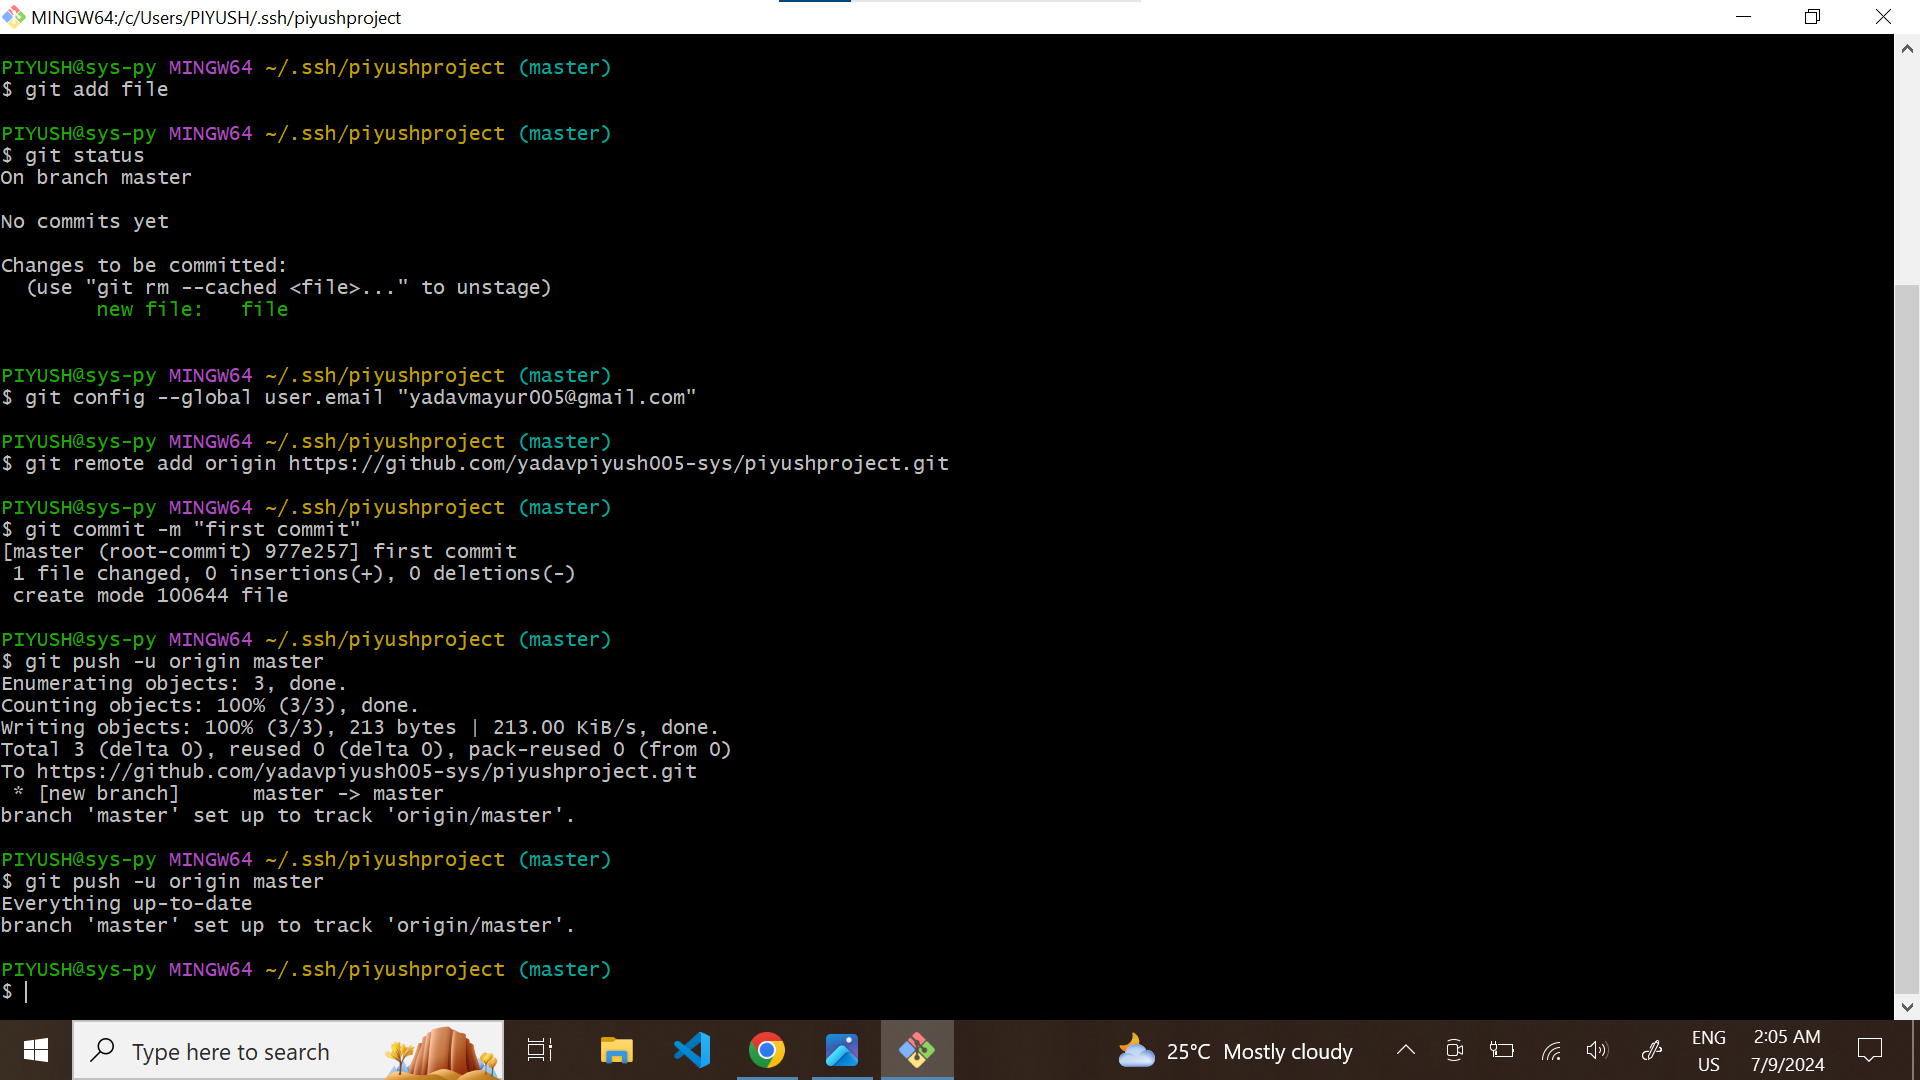 MINGW64:/c/Users/PIYUSH/.ssh/piyushproject
PIYUSH@sys-py MINGW64 ~/.ssh/piyushproject (master)
$ git add file
PIYUSH@sys-py MINGW64 ~/.ssh/piyushproject (master)
$ git status
On branch master
No commits yet
Changes to be committed:
  (use "git rm --cached <file>..." to unstage)
        new file:   file
PIYUSH@sys-py MINGW64 ~/.ssh/piyushproject (master)
$ git config --global user.email "yadavmayur005@gmail.com"
PIYUSH@sys-py MINGW64 ~/.ssh/piyushproject (master)
$ git remote add origin https://github.com/yadavpiyush005-sys/piyushproject.git
PIYUSH@sys-py MINGW64 ~/.ssh/piyushproject (master)
$ git commit -m "first commit"
[master (root-commit) 977e257] first commit
 1 file changed, 0 insertions(+), 0 deletions(-)
 create mode 100644 file
PIYUSH@sys-py MINGW64 ~/.ssh/piyushproject (master)
$ git push -u origin master
Enumerating objects: 3, done.
Counting objects: 100% (3/3), done.
Writing objects: 100% (3/3), 213 bytes | 213.00 KiB/s, done.
Total 3 (delta 0), reused 0 (delta 0), pack-reused 0 (from 0)
To https://github.com/yadavpiyush005-sys/piyushproject.git
 * [new branch]      master -> master
branch 'master' set up to track 'origin/master'.
PIYUSH@sys-py MINGW64 ~/.ssh/piyushproject (master)
$ git push -u origin master
Everything up-to-date
branch 'master' set up to track 'origin/master'.
PIYUSH@sys-py MINGW64 ~/.ssh/piyushproject (master)
$
Type here to search
25°C Mostly cloudy
ENG
US
2:05 AM
7/9/2024